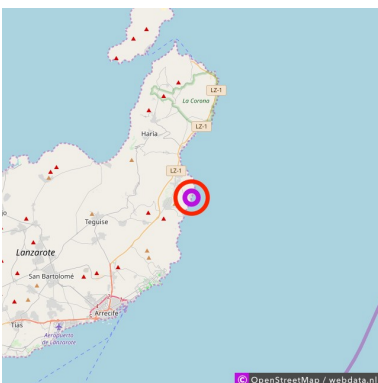 LZ-1
La Corona
LZ-1
Haría
LZ-1
Teguise
Lanzarote
San Bartolomé
Arrecife
Tías
Aeropuerto
de Lanzarote
© OpenStreetMap / webdata.nl